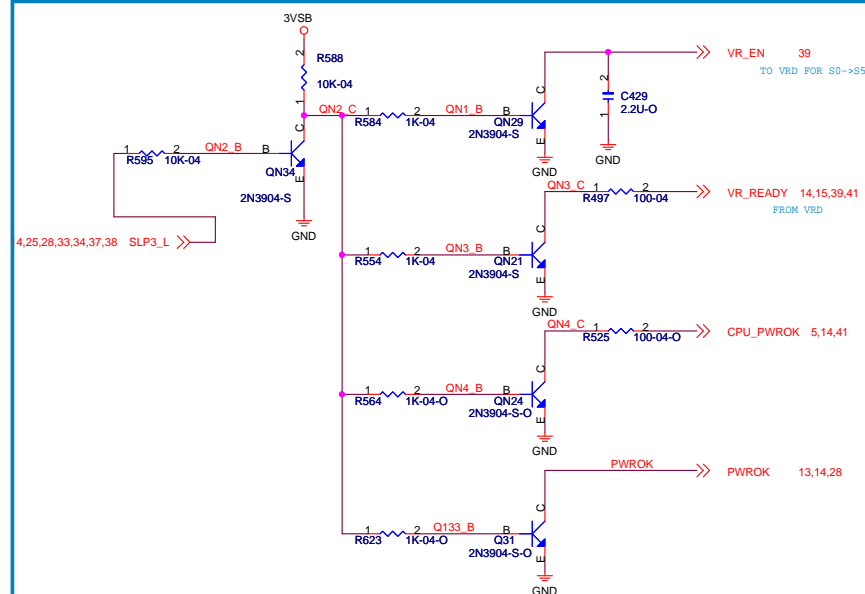 3VSB
2
R588
10K-04
1
QN2_C
1 2
R584 1K-04
QN1_B
B
C
QN29
E
2N3904-S
GND
VR_EN 39
TO VRD FOR S0->S5
2
C429
2.2U-O
1
GND
1 2
R595 10K-04
QN2_B
B
C
QN34
E
2N3904-S
GND
4,25,28,33,34,37,38 SLP3_L
QN3_C
1 2
R497 100-04
VR_READY 14,15,39,41
FROM VRD
1 2
R554 1K-04
QN3_B
B
C
QN21
E
2N3904-S
GND
QN4_C
1 2
R525 100-04-O
CPU_PWROK 5,14,41
1 2
R564 1K-04-O
QN4_B
B
C
QN24
E
2N3904-S-O
GND
PWROK
PWROK 13,14,28
1 2
R623 1K-04-O
Q133_B
B
C
Q31
E
2N3904-S-O
GND